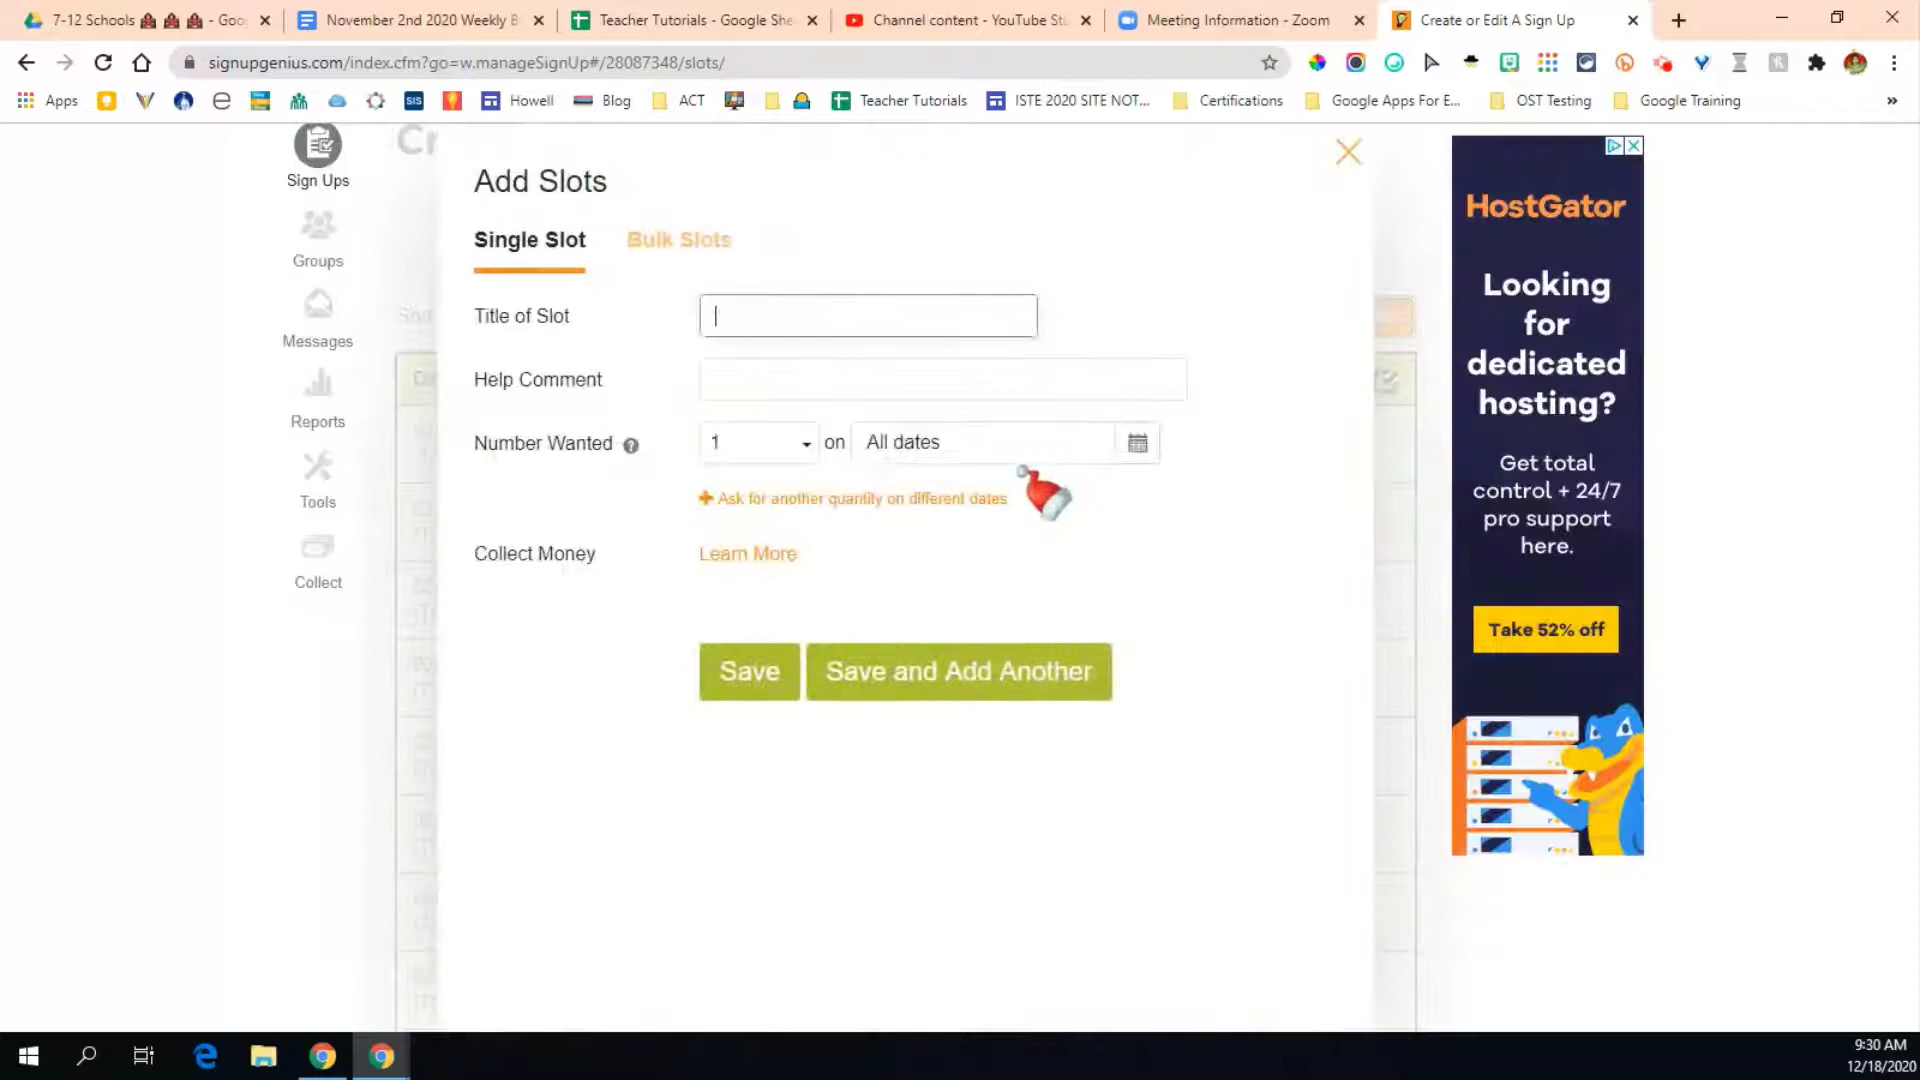 7-12 Schools - Goo
November 2nd 2020 Weekly B
Teacher Tutorials - Google She
Channel content - YouTube Stu
Meeting Information - Zoom
Create or Edit A Sign Up
signupgenius.com/index.cfm?go=w.manageSignUp#/28087348/slots/
Apps
SIS
Howell
Blog
ACT
Teacher Tutorials
ISTE 2020 SITE NOT...
Certifications
Google Apps For E...
OST Testing
Google Training
»
Sign Ups
Groups
Messages
Reports
Tools
Collect
Cr
Add Slots
Single Slot
Bulk Slots
Title of Slot
Help Comment
Number Wanted ?
1
on
All dates
+ Ask for another quantity on different dates
Collect Money
Learn More
Save
Save and Add Another
HostGator
Looking
for
dedicated
hosting?
Get total
control + 24/7
pro support
here.
Take 52% off
9:30 AM
12/18/2020